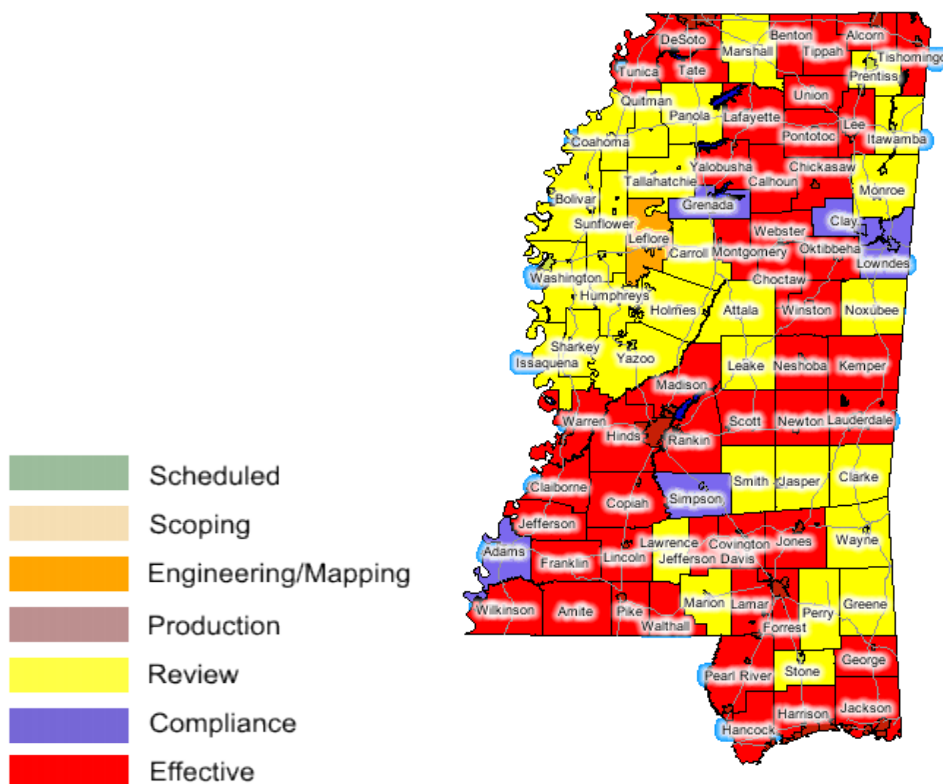 DeSoto
Benton
Alcorn
Marshall
Tippah
Tishomingo
Tunica
Tate
Prentiss
Quitman
Panola
Lafayette
Union
Coahoma
Pontotoc
Lee
Itawamba
Yalobusha
Chickasaw
Tallahatchie
Calhoun
Monroe
Bolivar
Grenada
Sunflower
Clay
Leflore
Webster
Carroll
Montgomery
Oktibbeha
Lowndes
Washington
Choctaw
Humphreys
Holmes
Attala
Winston
Noxubee
Sharkey
Issaquena
Yazoo
Leake
Neshoba
Kemper
Madison
Warren
Hinds
Rankin
Scott
Newton
Lauderdale
Claiborne
Copiah
Simpson
Smith
Jasper
Clarke
Jefferson
Adams
Franklin
Lincoln
Lawrence
Jefferson Davis
Covington
Jones
Wayne
Wilkinson
Amite
Pike
Walthall
Marion
Lamar
Forrest
Perry
Greene
Pearl River
Stone
George
Hancock
Harrison
Jackson
Scheduled
Scoping
Engineering/Mapping
Production
Review
Compliance
Effective